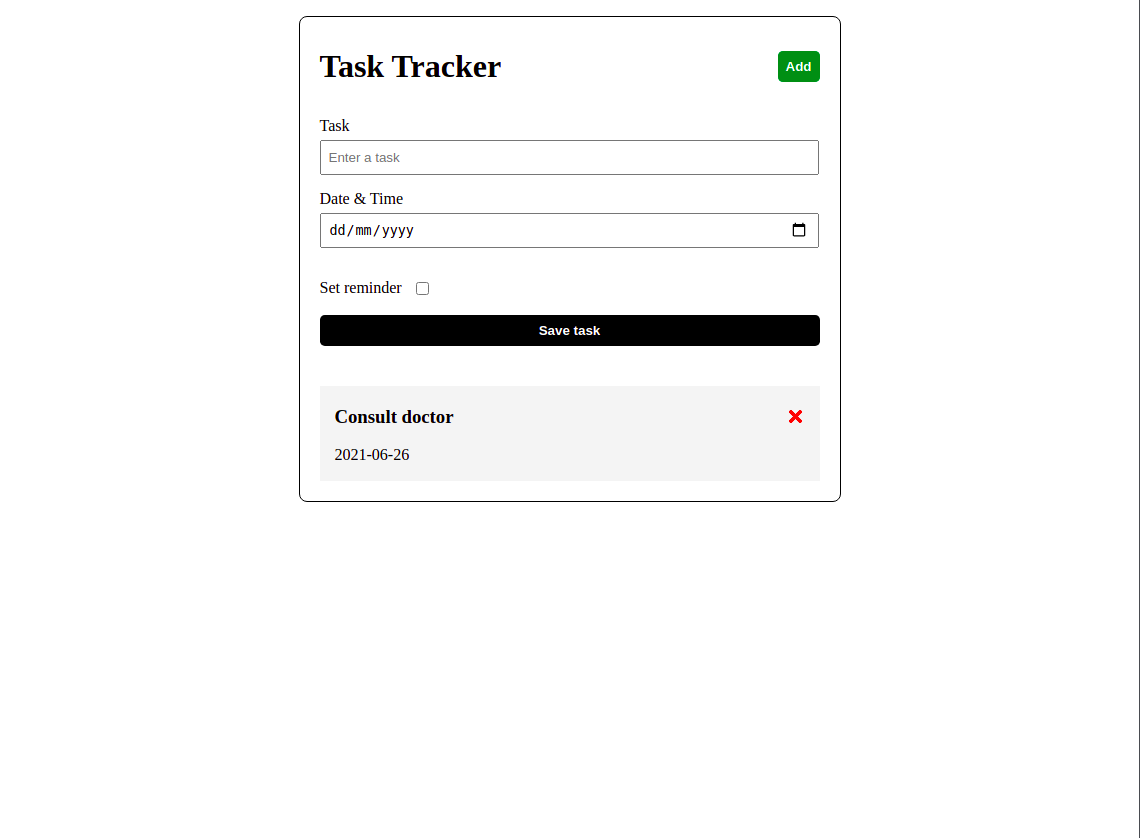 Task Tracker
Add
Task
Enter a task
Date & Time
dd/mm/yyyy
Set reminder
Save task
Consult doctor
2021-06-26